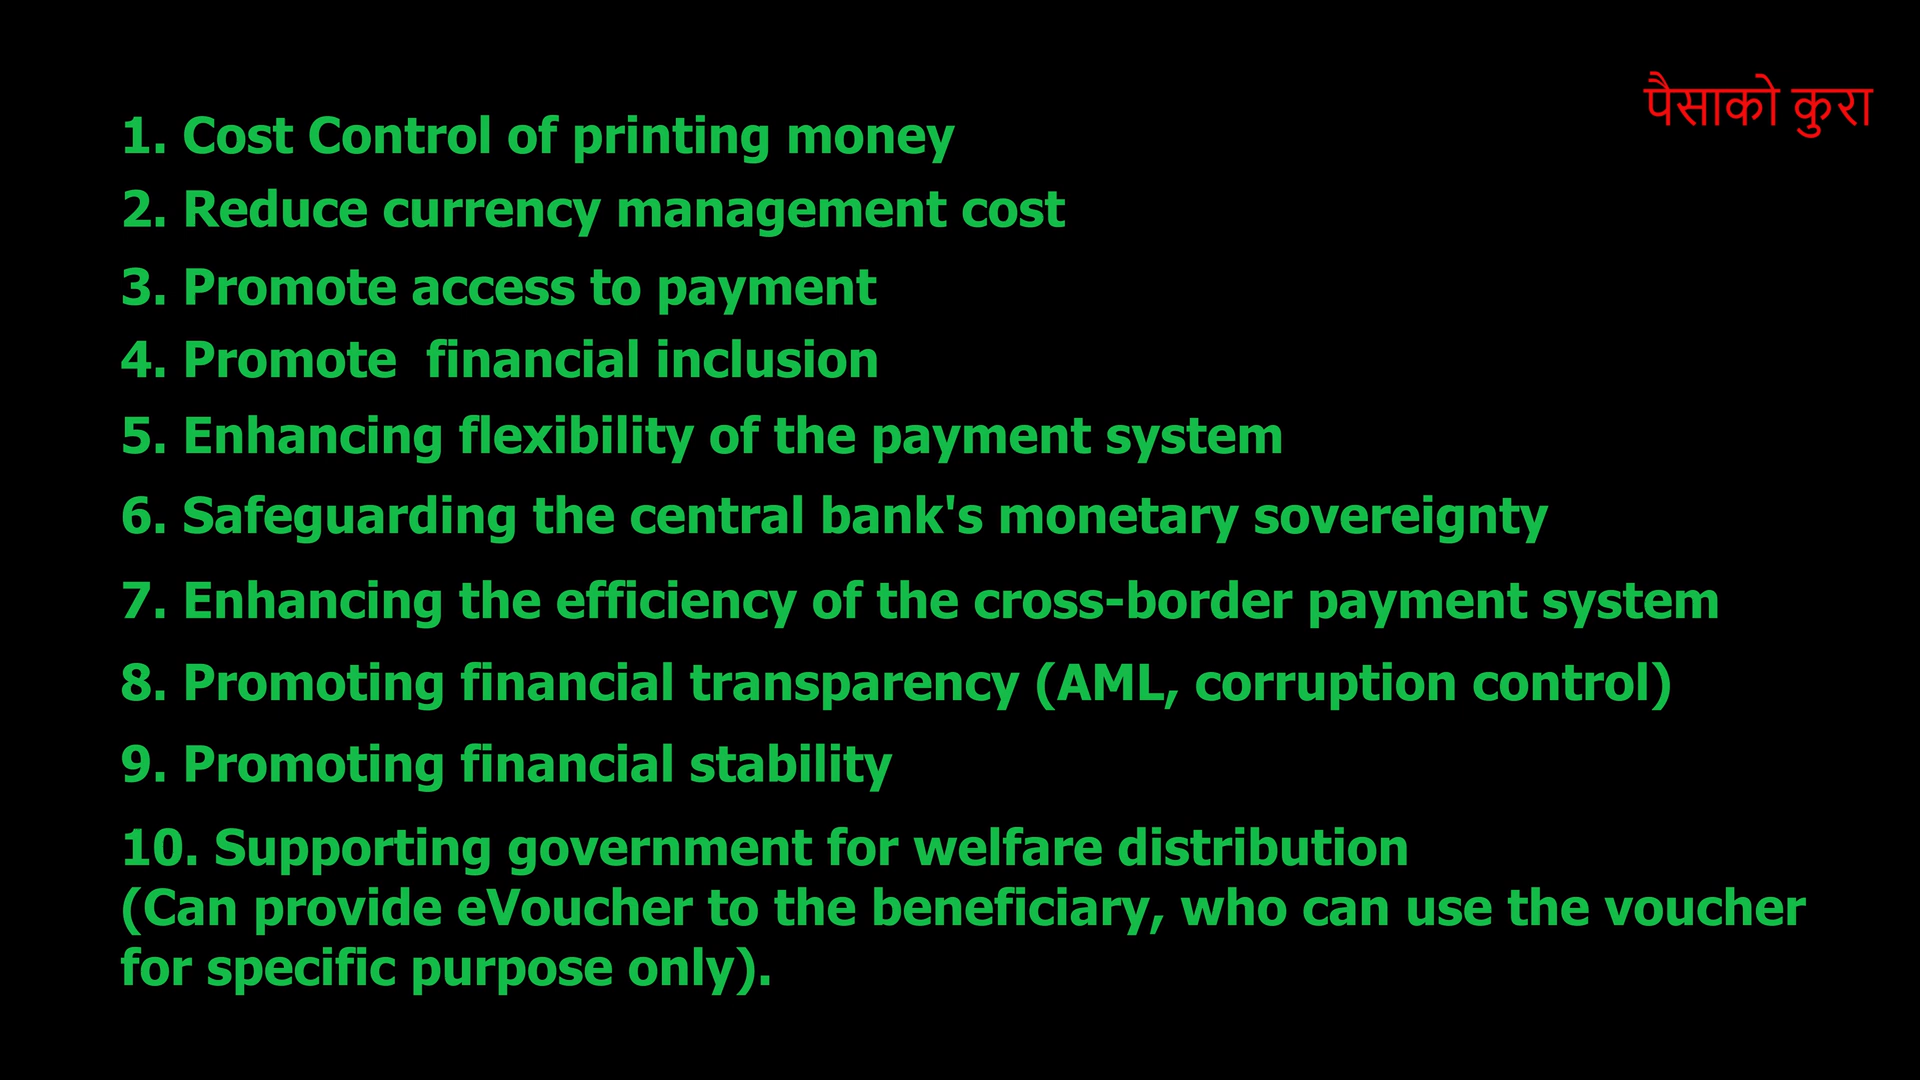 पैसाको कुरा
1. Cost Control of printing money
2. Reduce currency management cost
3. Promote access to payment
4. Promote  financial inclusion
5. Enhancing flexibility of the payment system
6. Safeguarding the central bank's monetary sovereignty
7. Enhancing the efficiency of the cross-border payment system
8. Promoting financial transparency (AML, corruption control)
9. Promoting financial stability
10. Supporting government for welfare distribution
(Can provide eVoucher to the beneficiary, who can use the voucher
for specific purpose only).